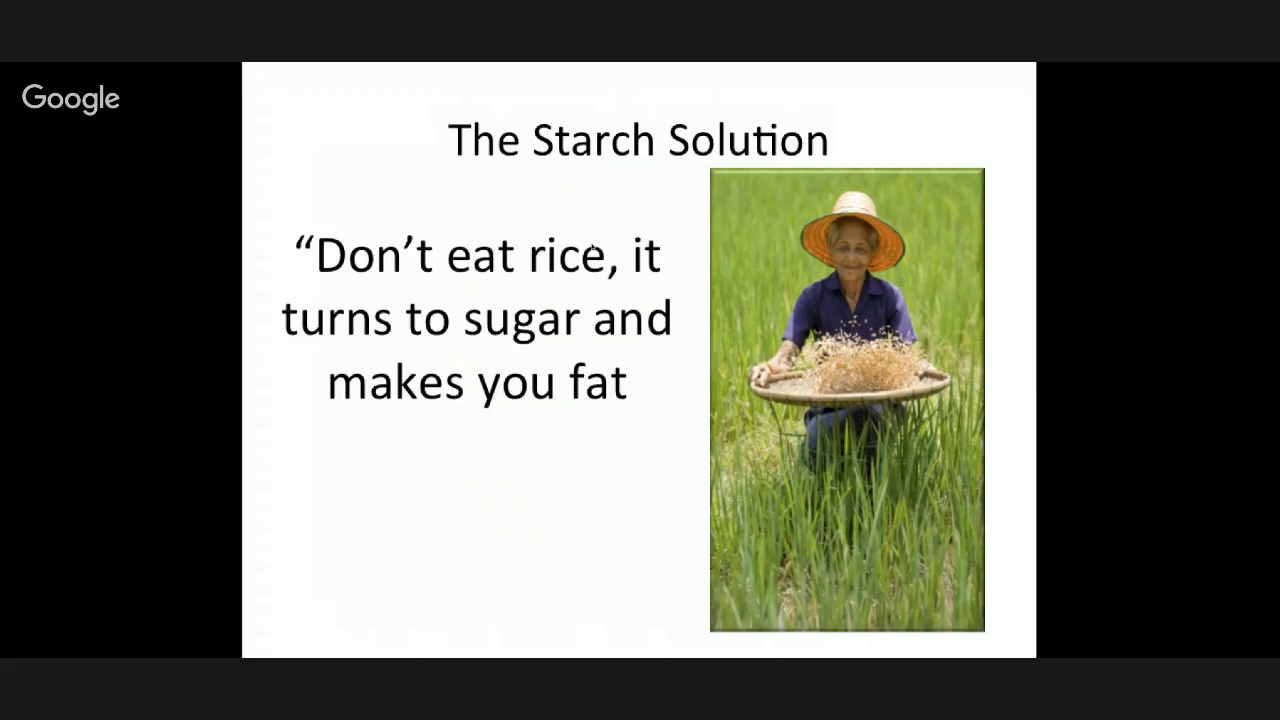 Google
The Starch Solution
“Don’t eat rice, it
turns to sugar and
makes you fat